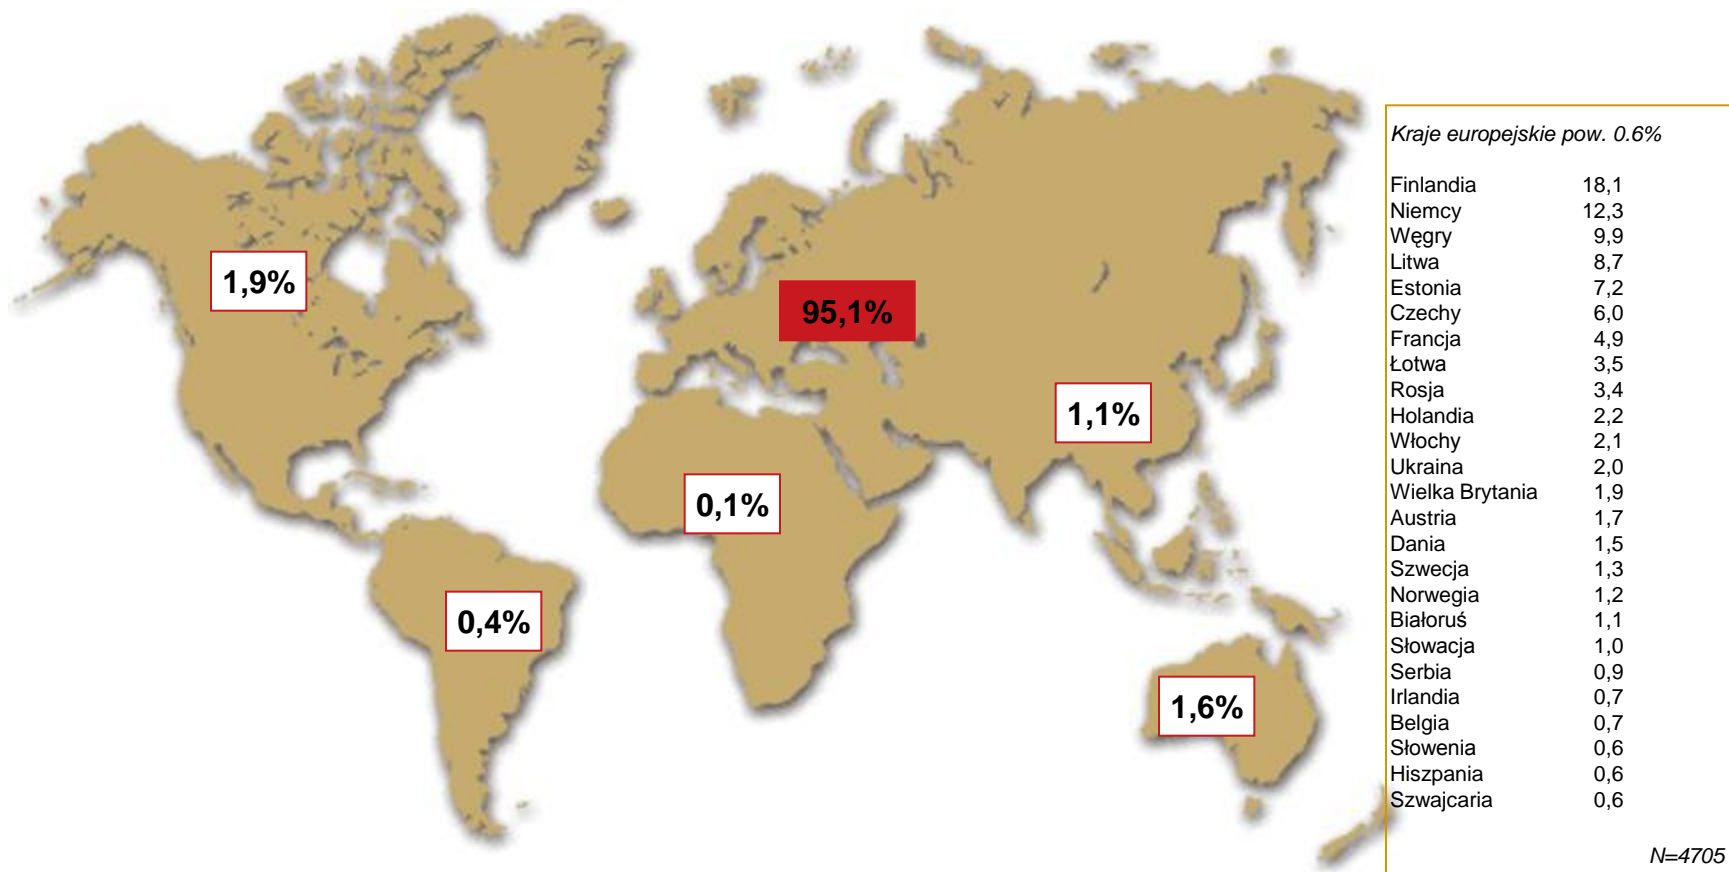 1,9%
95,1%
1,1%
0,1%
0,4%
1,6%
Kraje europejskie pow. 0.6%
Finlandia 18,1
Niemcy 12,3
Węgry 9,9
Litwa 8,7
Estonia 7,2
Czechy 6,0
Francja 4,9
Łotwa 3,5
Rosja 3,4
Holandia 2,2
Włochy 2,1
Ukraina 2,0
Wielka Brytania 1,9
Austria 1,7
Dania 1,5
Szwecja 1,3
Norwegia 1,2
Białoruś 1,1
Słowacja 1,0
Serbia 0,9
Irlandia 0,7
Belgia 0,7
Słowenia 0,6
Hiszpania 0,6
Szwajcaria 0,6
N=4705